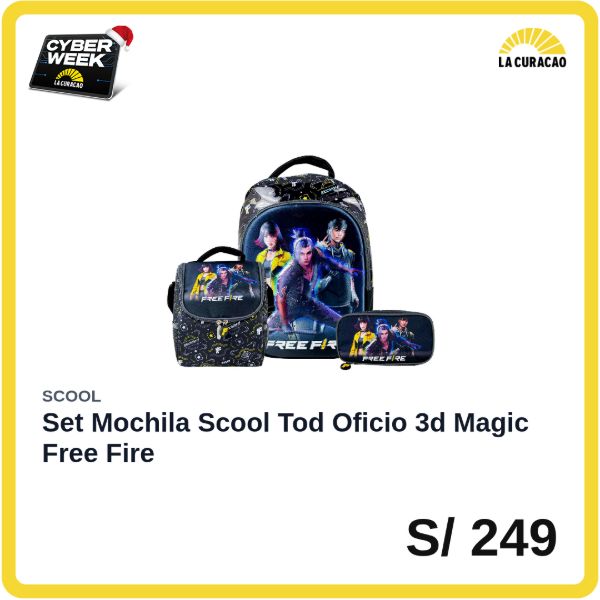 CYBER
WEEK
LA CURACAO
LA CURACAO
FREE FIRE
FREE FIRE
FREE FIRE
SCOOL
Set Mochila Scool Tod Oficio 3d Magic
Free Fire
S/ 249